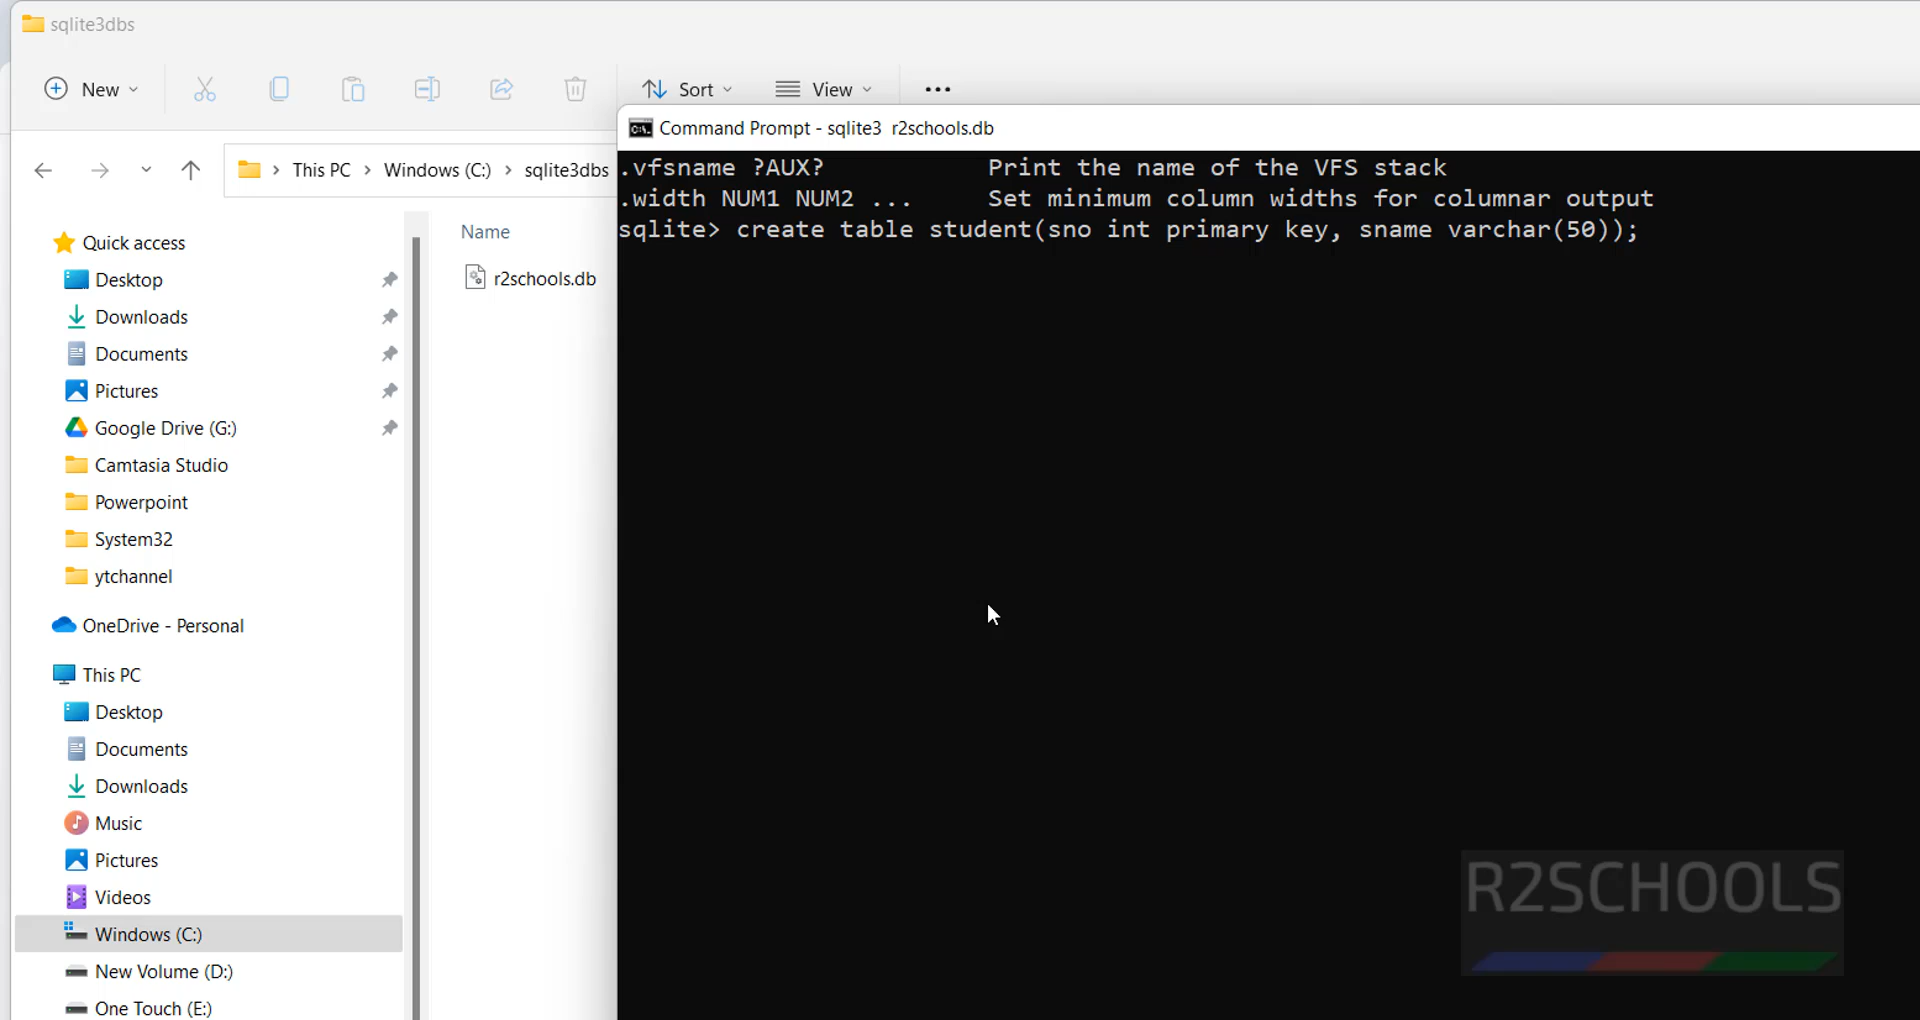 sqlite3dbs
New
Sort
View
This PC > Windows (C:) > sqlite3dbs
Quick access
Desktop
Downloads
Documents
Pictures
Google Drive (G:)
Camtasia Studio
Powerpoint
System32
ytchannel
OneDrive - Personal
This PC
Desktop
Documents
Downloads
Music
Pictures
Videos
Windows (C:)
New Volume (D:)
One Touch (E:)
Name
r2schools.db
C:\. Command Prompt - sqlite3 r2schools.db
.vfsname ?AUX? Print the name of the VFS stack
.width NUM1 NUM2 ... Set minimum column widths for columnar output
sqlite> create table student(sno int primary key, sname varchar(50));
R2SCHOOLS